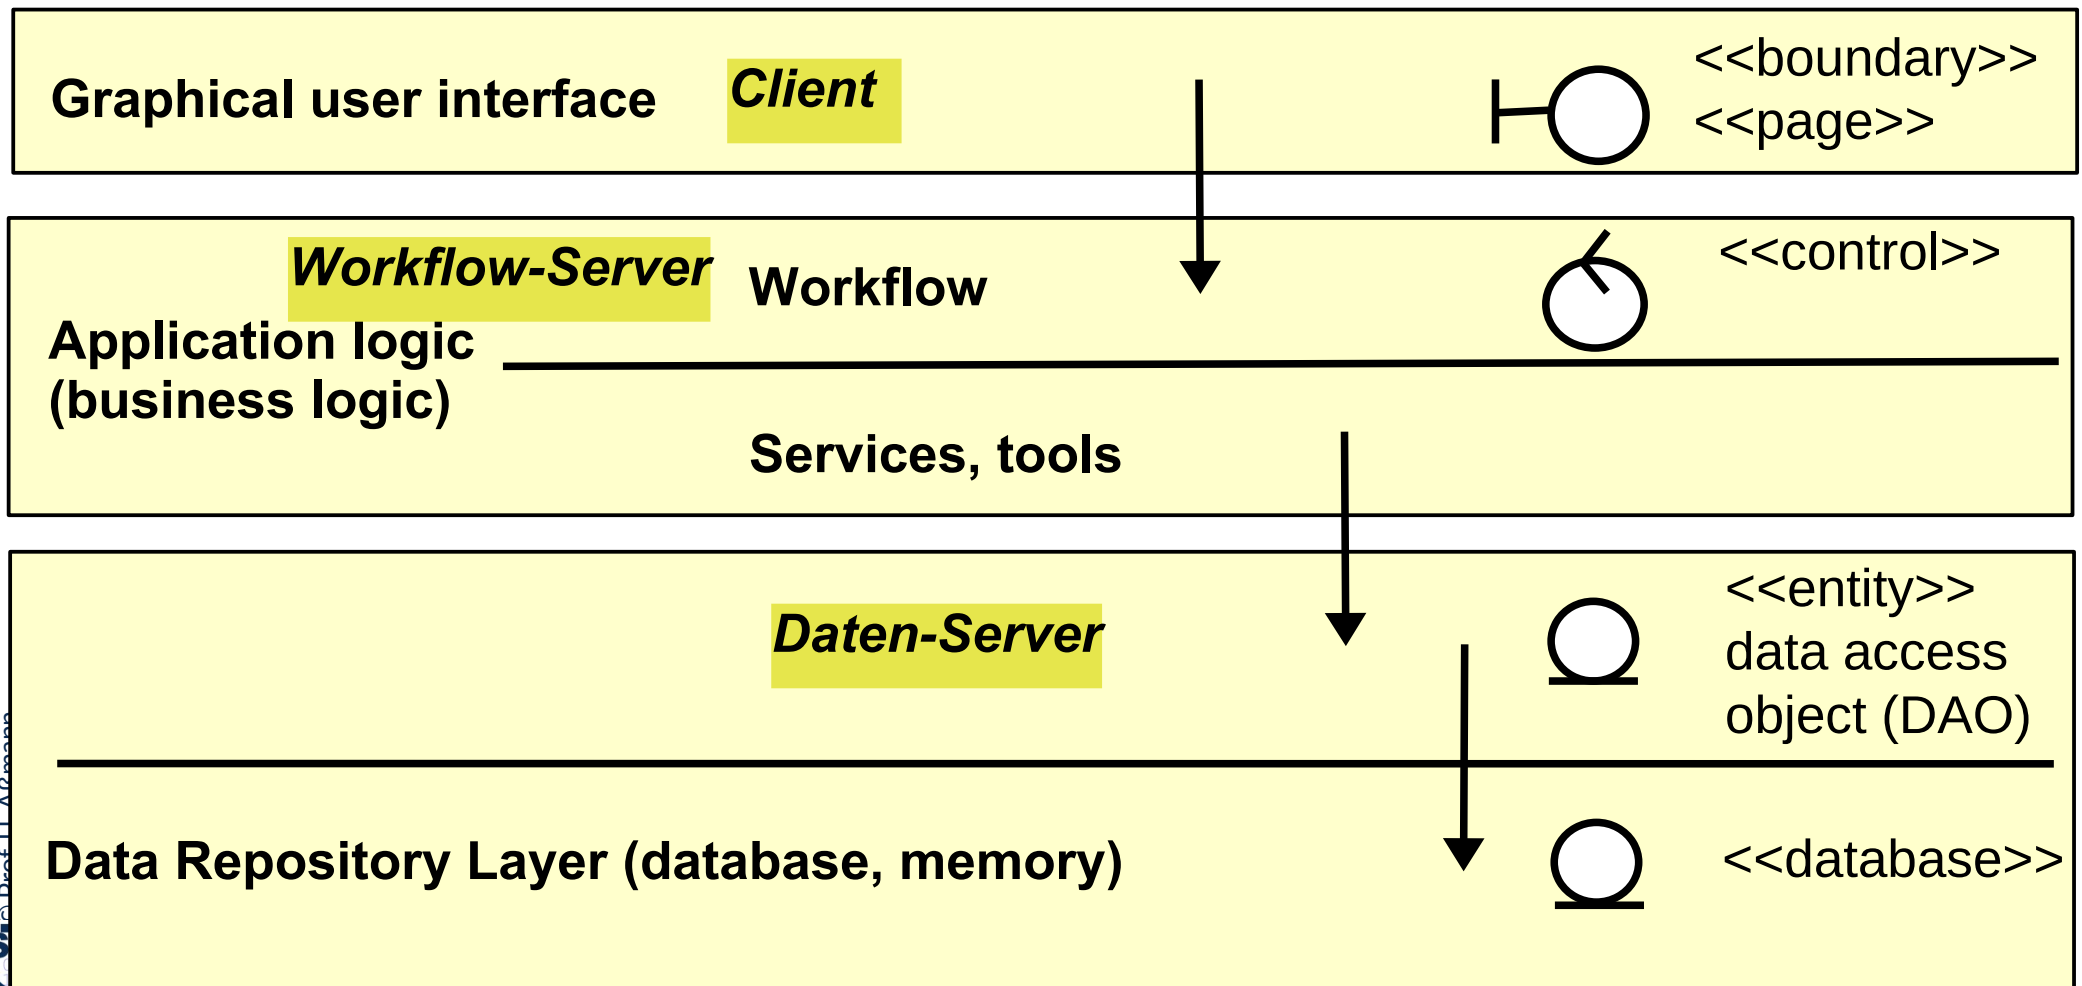 Graphical user interface
Client
<<boundary>>
<<page>>
Workflow-Server
Workflow
<<control>>
Application logic
(business logic)
Services, tools
Daten-Server
<<entity>>
data access
object (DAO)
Data Repository Layer (database, memory)
<<database>>